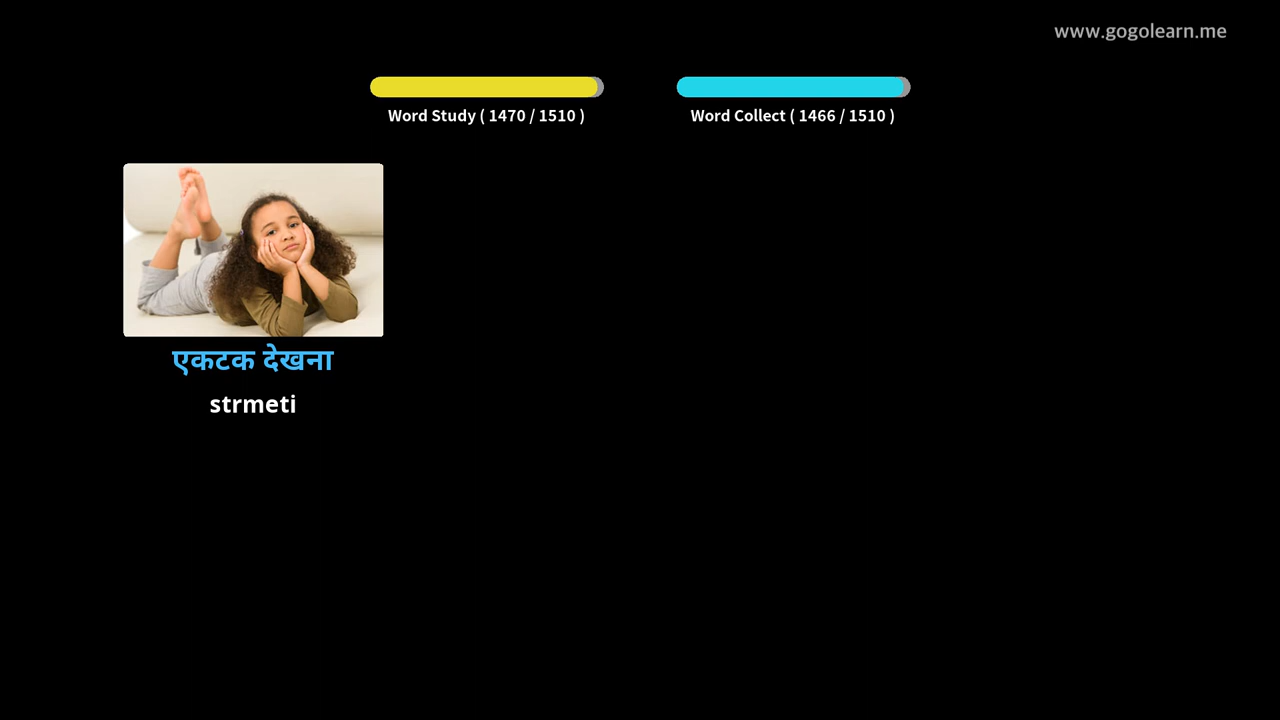 www.gogolearn.me
Word Study ( 1470 / 1510 )
Word Collect ( 1466 / 1510 )
एकटक देखना
strmeti